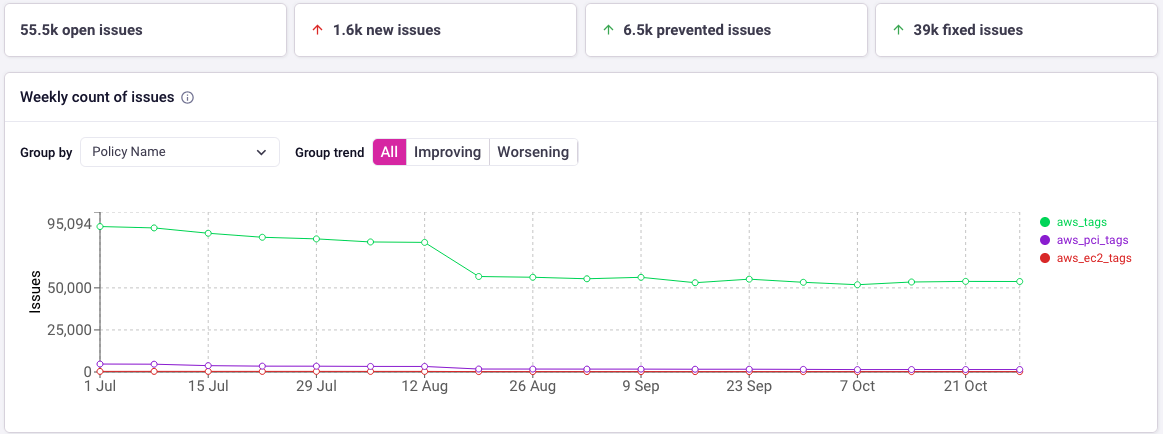 55.5k open issues
↑ 1.6k new issues
↑ 6.5k prevented issues
↑ 39k fixed issues
Weekly count of issues
Group by
Policy Name
Group trend
All
Improving
Worsening
Issues
95,094
50,000
25,000
0
1 Jul
15 Jul
29 Jul
12 Aug
26 Aug
9 Sep
23 Sep
7 Oct
21 Oct
aws_tags
aws_pci_tags
aws_ec2_tags